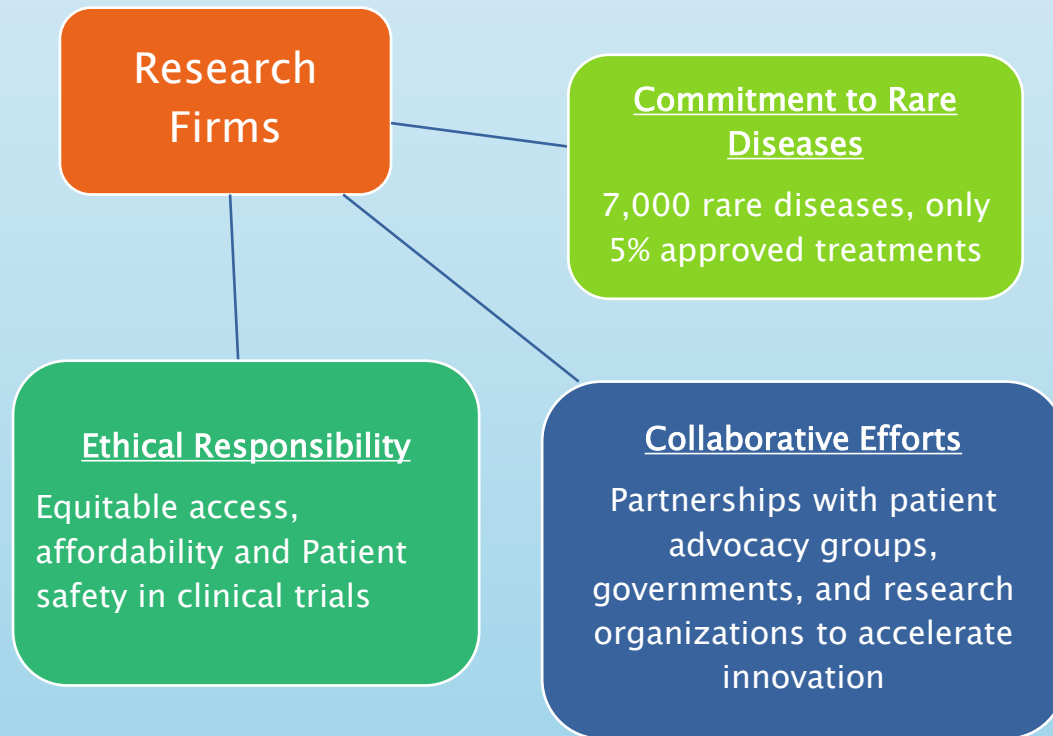 Research
Firms
Commitment to Rare
Diseases
7,000 rare diseases, only
5% approved treatments
Ethical Responsibility
Equitable access,
affordability and Patient
safety in clinical trials
Collaborative Efforts
Partnerships with patient
advocacy groups,
governments, and research
organizations to accelerate
innovation